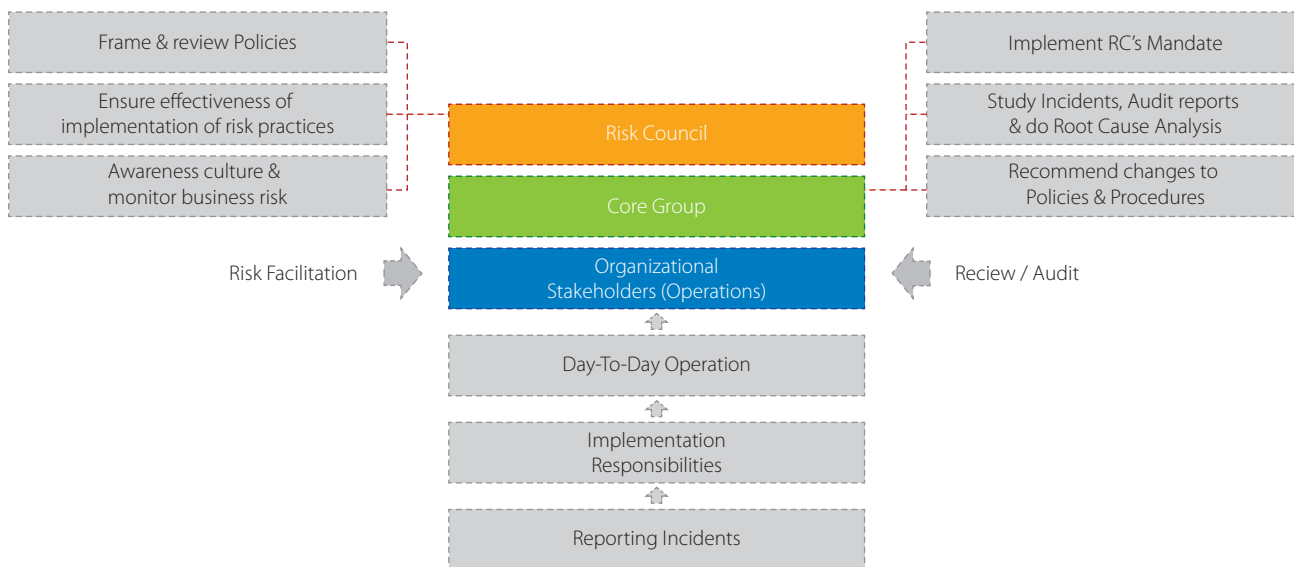 Frame & review Policies
Ensure effectiveness of
implementation of risk practices
Awareness culture &
monitor business risk
Risk Council
Core Group
Organizational
Stakeholders (Operations)
Implement RC’s Mandate
Study Incidents, Audit reports
& do Root Cause Analysis
Recommend changes to
Policies & Procedures
Risk Facilitation
Reciew / Audit
Day-To-Day Operation
Implementation
Responsibilities
Reporting Incidents